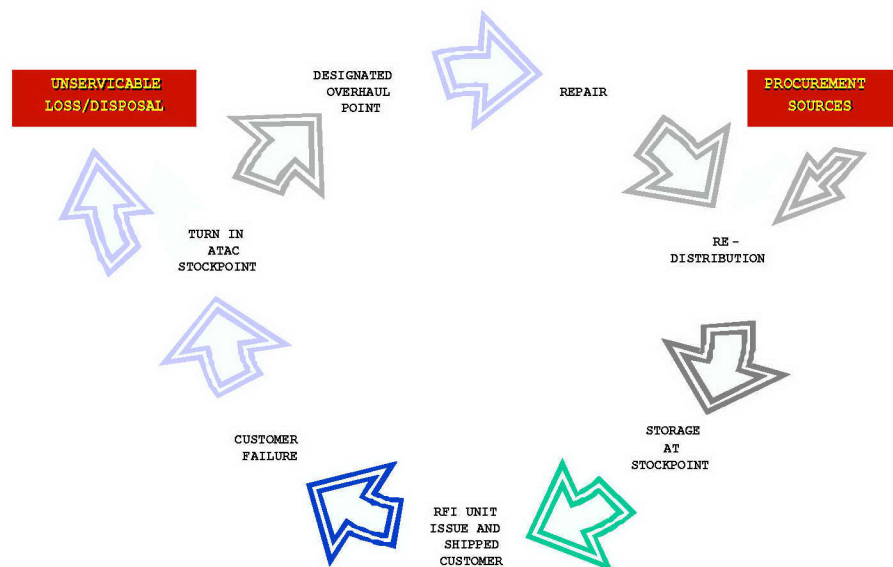 UNSERVICABLE
LOSS/DISPOSAL
DESIGNATED
OVERHAUL
POINT
REPAIR
PROCUREMENT
SOURCES
TURN IN
ATAC
STOCKPOINT
RE -
DISTRIBUTION
CUSTOMER
FAILURE
STORAGE
AT
STOCKPOINT
RFI UNIT
ISSUE AND
SHIPPED
CUSTOMER